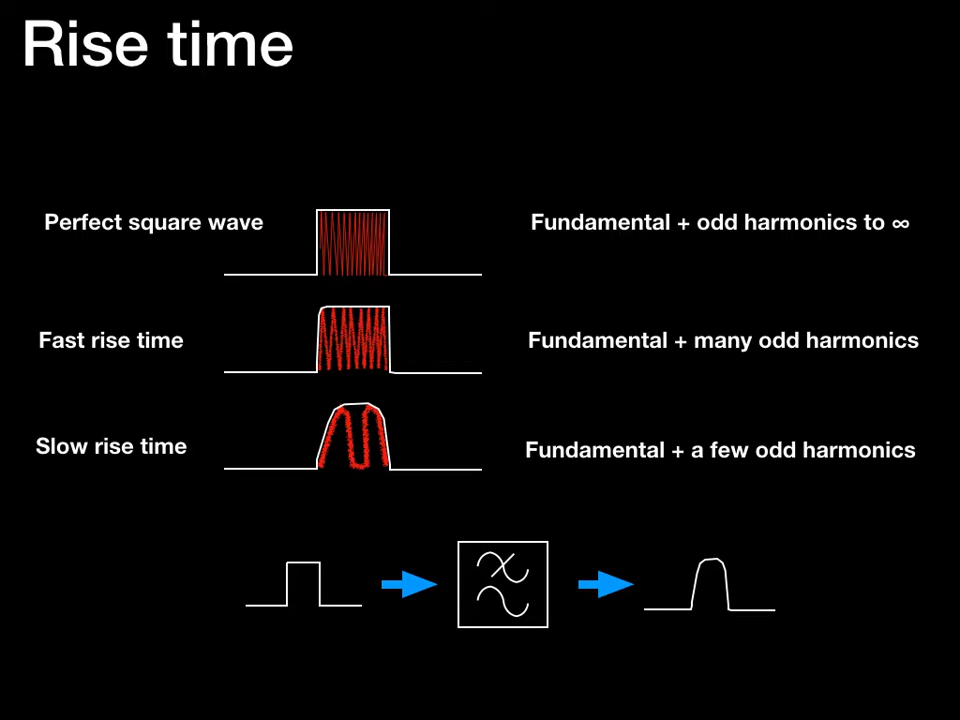 Rise time
Perfect square wave
Fundamental + odd harmonics to ∞
Fast rise time
Fundamental + many odd harmonics
Slow rise time
Fundamental + a few odd harmonics